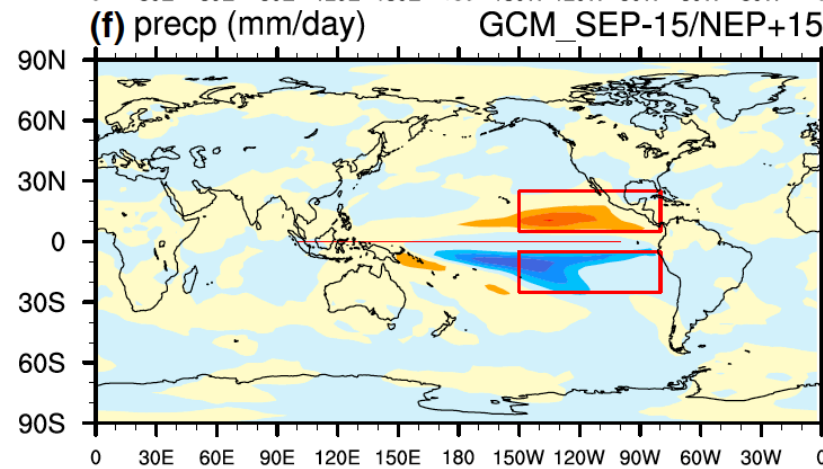 (f) precp (mm/day) GCM_SEP-15/NEP+15
90N
60N
30N
0
30S
60S
90S
0 30E 60E 90E 120E 150E 180 150W 120W 90W 60W 30W 0